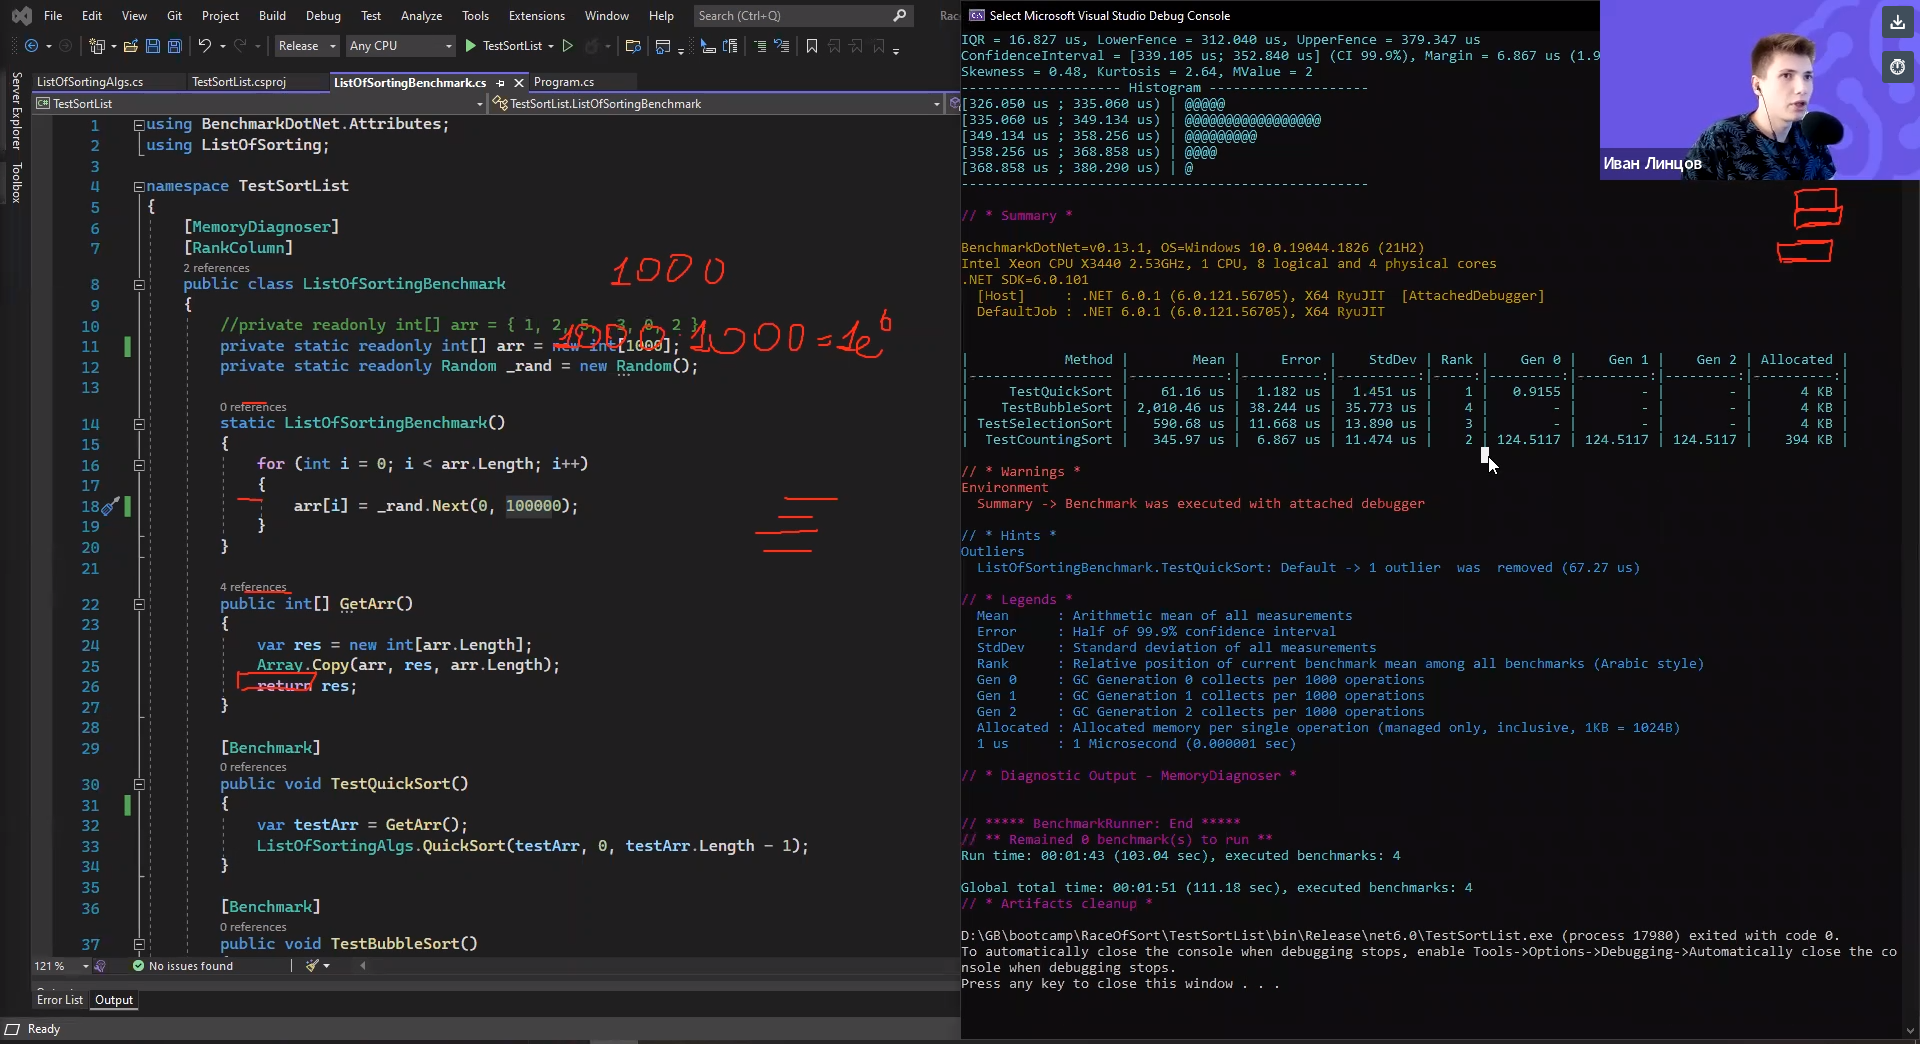 File Edit View Git Project Build Debug Test Analyze Tools Extensions Window Help Search (Ctrl+Q) Rac
Release Any CPU TestSortList
Server Explorer
Toolbox
ListOfSortingAlgs.cs TestSortList.csproj ListOfSortingBenchmark.cs Program.cs
TestSortList TestSortList.ListOfSortingBenchmark
1 using BenchmarkDotNet.Attributes;
2 using ListOfSorting;
3
4 namespace TestSortList
5 {
6 [MemoryDiagnoser]
7 [RankColumn]
2 references
8 public class ListOfSortingBenchmark
9 {
10 //private readonly int[] arr = { 1, 2, 5, 3, 0, 2 }
11 private static readonly int[] arr = new int[1000];
12 private static readonly Random _rand = new Random();
13
0 references
14 static ListOfSortingBenchmark()
15 {
16 for (int i = 0; i < arr.Length; i++)
17 {
18 arr[i] = _rand.Next(0, 100000);
19 }
20 }
21
4 references
22 public int[] GetArr()
23 {
24 var res = new int[arr.Length];
25 Array.Copy(arr, res, arr.Length);
26 return res;
27 }
28
29 [Benchmark]
0 references
30 public void TestQuickSort()
31 {
32 var testArr = GetArr();
33 ListOfSortingAlgs.QuickSort(testArr, 0, testArr.Length - 1);
34 }
35
36 [Benchmark]
0 references
37 public void TestBubbleSort()
1000
1000 1000 = 1e6
121 % No issues found
Error List Output
Ready
Select Microsoft Visual Studio Debug Console
IQR = 16.827 us, LowerFence = 312.040 us, UpperFence = 379.347 us
ConfidenceInterval = [339.105 us; 352.840 us] (CI 99.9%), Margin = 6.867 us (1.9
Skewness = 0.48, Kurtosis = 2.64, MValue = 2
-------------------- Histogram --------------------
[326.050 us ; 335.060 us) | @@@@@
[335.060 us ; 349.134 us) | @@@@@@@@@@@@@@@@@
[349.134 us ; 358.256 us) | @@@@@@@@@
[358.256 us ; 368.858 us) | @@@@
[368.858 us ; 380.290 us) | @
---------------------------------------------------
Иван Линцов
// * Summary *
BenchmarkDotNet=v0.13.1, OS=Windows 10.0.19044.1826 (21H2)
Intel Xeon CPU X3440 2.53GHz, 1 CPU, 8 logical and 4 physical cores
.NET SDK=6.0.101
[Host] : .NET 6.0.1 (6.0.121.56705), X64 RyuJIT [AttachedDebugger]
DefaultJob : .NET 6.0.1 (6.0.121.56705), X64 RyuJIT
| Method | Mean | Error | StdDev | Rank | Gen 0 | Gen 1 | Gen 2 | Allocated |
|------------------- |------------:|----------:|----------:|-----:|---------:|---------:|---------:|----------:|
| TestQuickSort | 61.16 us | 1.182 us | 1.451 us | 1 | 0.9155 | - | - | 4 KB |
| TestBubbleSort | 2,010.46 us | 38.244 us | 35.773 us | 4 | - | - | - | 4 KB |
| TestSelectionSort | 590.68 us | 11.668 us | 13.890 us | 3 | - | - | - | 4 KB |
| TestCountingSort | 345.97 us | 6.867 us | 11.474 us | 2 | 124.5117 | 124.5117 | 124.5117 | 394 KB |
// * Warnings *
Environment
Summary -> Benchmark was executed with attached debugger
// * Hints *
Outliers
ListOfSortingBenchmark.TestQuickSort: Default -> 1 outlier was removed (67.27 us)
// * Legends *
Mean : Arithmetic mean of all measurements
Error : Half of 99.9% confidence interval
StdDev : Standard deviation of all measurements
Rank : Relative position of current benchmark mean among all benchmarks (Arabic style)
Gen 0 : GC Generation 0 collects per 1000 operations
Gen 1 : GC Generation 1 collects per 1000 operations
Gen 2 : GC Generation 2 collects per 1000 operations
Allocated : Allocated memory per single operation (managed only, inclusive, 1KB = 1024B)
1 us : 1 Microsecond (0.000001 sec)
// * Diagnostic Output - MemoryDiagnoser *
// ***** BenchmarkRunner: End *****
// ** Remained 0 benchmark(s) to run **
Run time: 00:01:43 (103.04 sec), executed benchmarks: 4
Global total time: 00:01:51 (111.18 sec), executed benchmarks: 4
// * Artifacts cleanup *
D:\GB\bootcamp\RaceOfSort\TestSortList\bin\Release\net6.0\TestSortList.exe (process 17980) exited with code 0.
To automatically close the console when debugging stops, enable Tools->Options->Debugging->Automatically close the co
nsole when debugging stops.
Press any key to close this window . . .